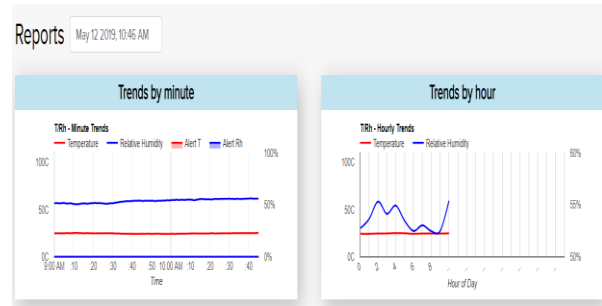 Reports May 12 2019, 10:46 AM
Trends by minute
T/Rh - Minute Trends
Temperature Relative Humidity Alert T Alert Rh
100C 100%
50C 50%
0C 0%
9:00 AM :10 20 :30 :40 50 10:00 AM :10 20 :30 :40
Time
Trends by hour
T/Rh - Hourly Trends
Temperature Relative Humidity
100C 60%
50C 55%
0C 50%
0 2 4 6 8 ... ... ... ... ... ... ...
Hour of Day